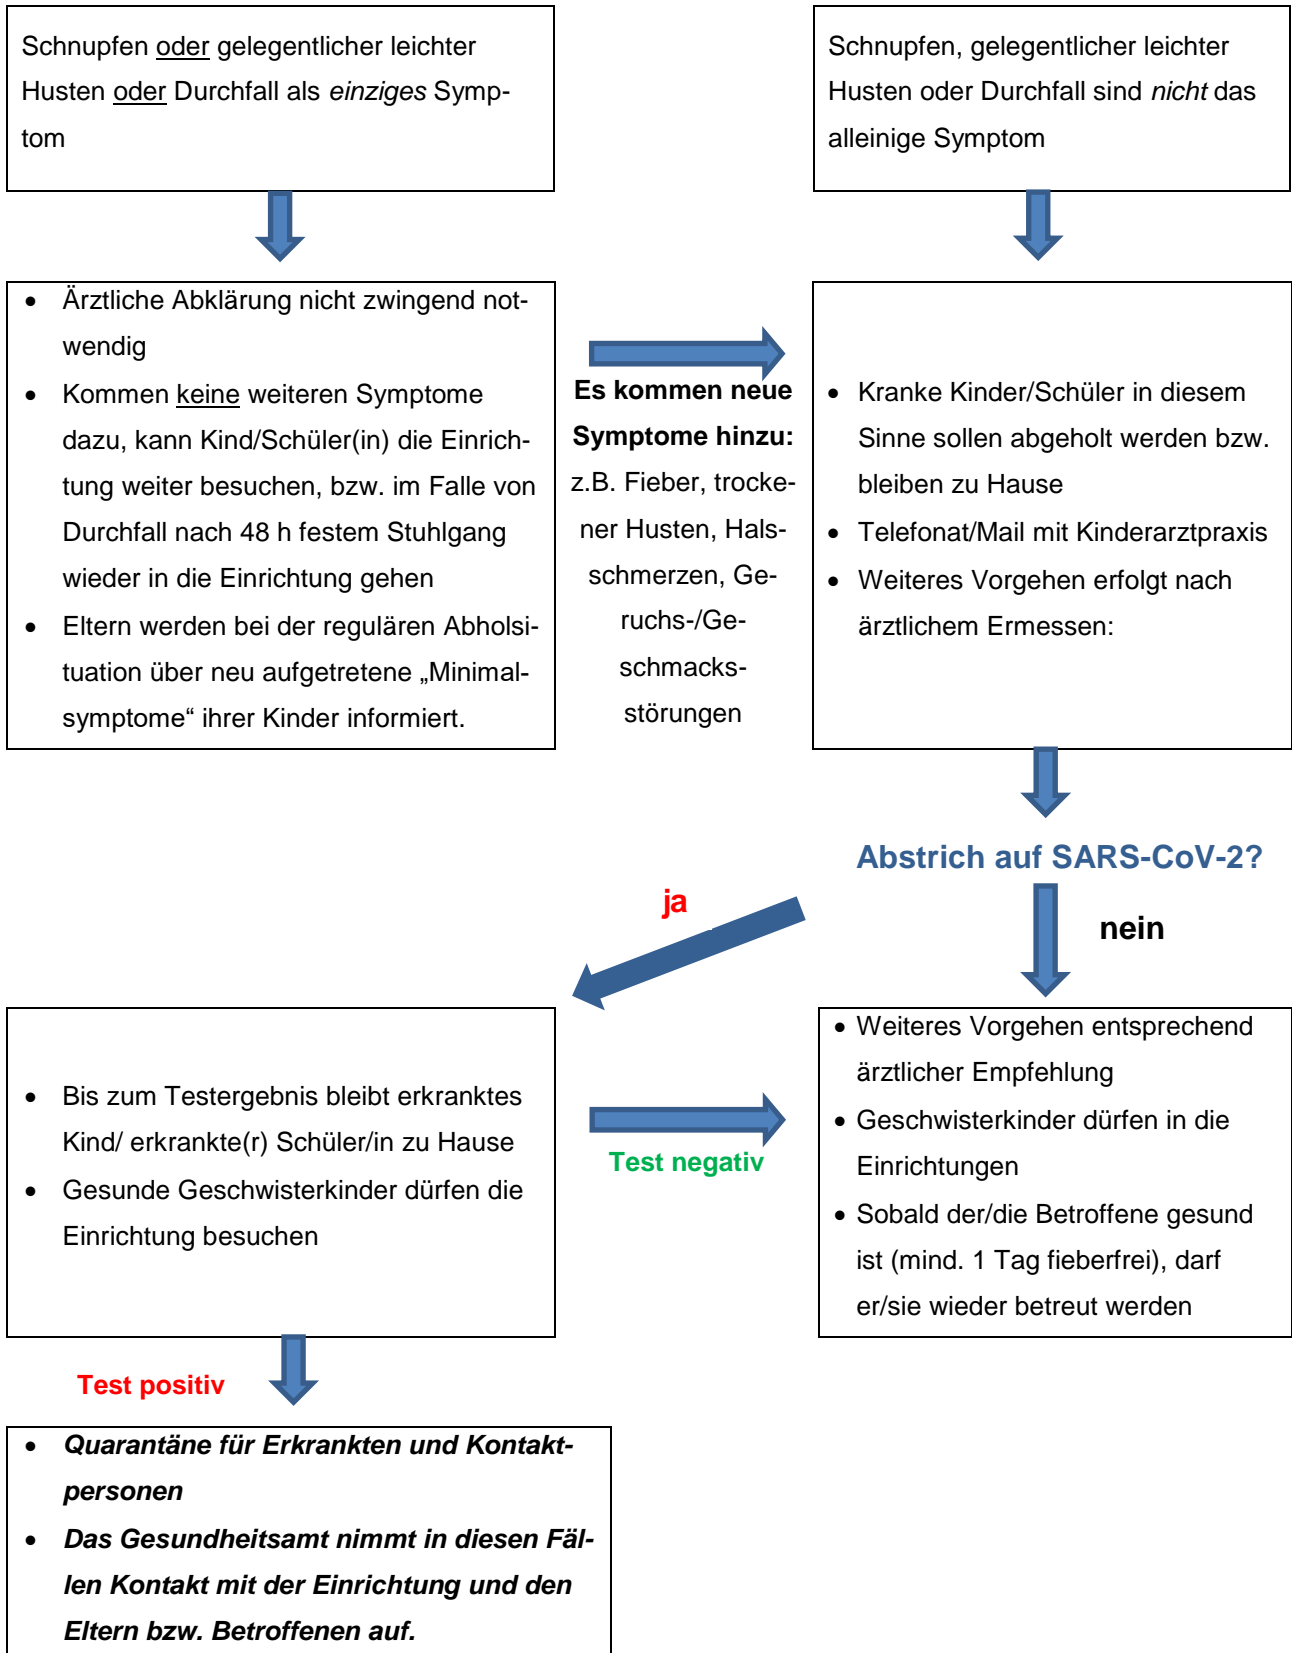 Schnupfen oder gelegentlicher leichter
Husten oder Durchfall als einziges Symp-
tom
Schnupfen, gelegentlicher leichter
Husten oder Durchfall sind nicht das
alleinige Symptom
• Ärztliche Abklärung nicht zwingend not-
wendig
• Kommen keine weiteren Symptome
dazu, kann Kind/Schüler(in) die Einrich-
tung weiter besuchen, bzw. im Falle von
Durchfall nach 48 h festem Stuhlgang
wieder in die Einrichtung gehen
• Eltern werden bei der regulären Abholsi-
tuation über neu aufgetretene „Minimal-
symptome“ ihrer Kinder informiert.
Es kommen neue
Symptome hinzu:
z.B. Fieber, trocke-
ner Husten, Hals-
schmerzen, Ge-
ruchs-/Ge-
schmacks-
störungen
• Kranke Kinder/Schüler in diesem
Sinne sollen abgeholt werden bzw.
bleiben zu Hause
• Telefonat/Mail mit Kinderarztpraxis
• Weiteres Vorgehen erfolgt nach
ärztlichem Ermessen:
Abstrich auf SARS-CoV-2?
ja
nein
• Bis zum Testergebnis bleibt erkranktes
Kind/ erkrankte(r) Schüler/in zu Hause
• Gesunde Geschwisterkinder dürfen die
Einrichtung besuchen
Test negativ
• Weiteres Vorgehen entsprechend
ärztlicher Empfehlung
• Geschwisterkinder dürfen in die
Einrichtungen
• Sobald der/die Betroffene gesund
ist (mind. 1 Tag fieberfrei), darf
er/sie wieder betreut werden
Test positiv
• Quarantäne für Erkrankten und Kontakt-
personen
• Das Gesundheitsamt nimmt in diesen Fäl-
len Kontakt mit der Einrichtung und den
Eltern bzw. Betroffenen auf.